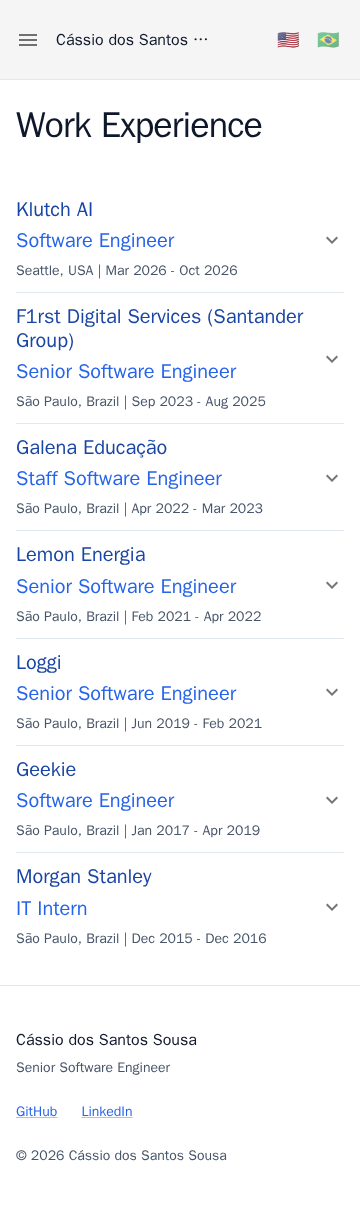 Cássio dos Santos ···
Work Experience
Klutch AI
Software Engineer
Seattle, USA | Mar 2026 - Oct 2026
F1rst Digital Services (Santander
Group)
Senior Software Engineer
São Paulo, Brazil | Sep 2023 - Aug 2025
Galena Educação
Staff Software Engineer
São Paulo, Brazil | Apr 2022 - Mar 2023
Lemon Energia
Senior Software Engineer
São Paulo, Brazil | Feb 2021 - Apr 2022
Loggi
Senior Software Engineer
São Paulo, Brazil | Jun 2019 - Feb 2021
Geekie
Software Engineer
São Paulo, Brazil | Jan 2017 - Apr 2019
Morgan Stanley
IT Intern
São Paulo, Brazil | Dec 2015 - Dec 2016
Cássio dos Santos Sousa
Senior Software Engineer
GitHub LinkedIn
© 2026 Cássio dos Santos Sousa